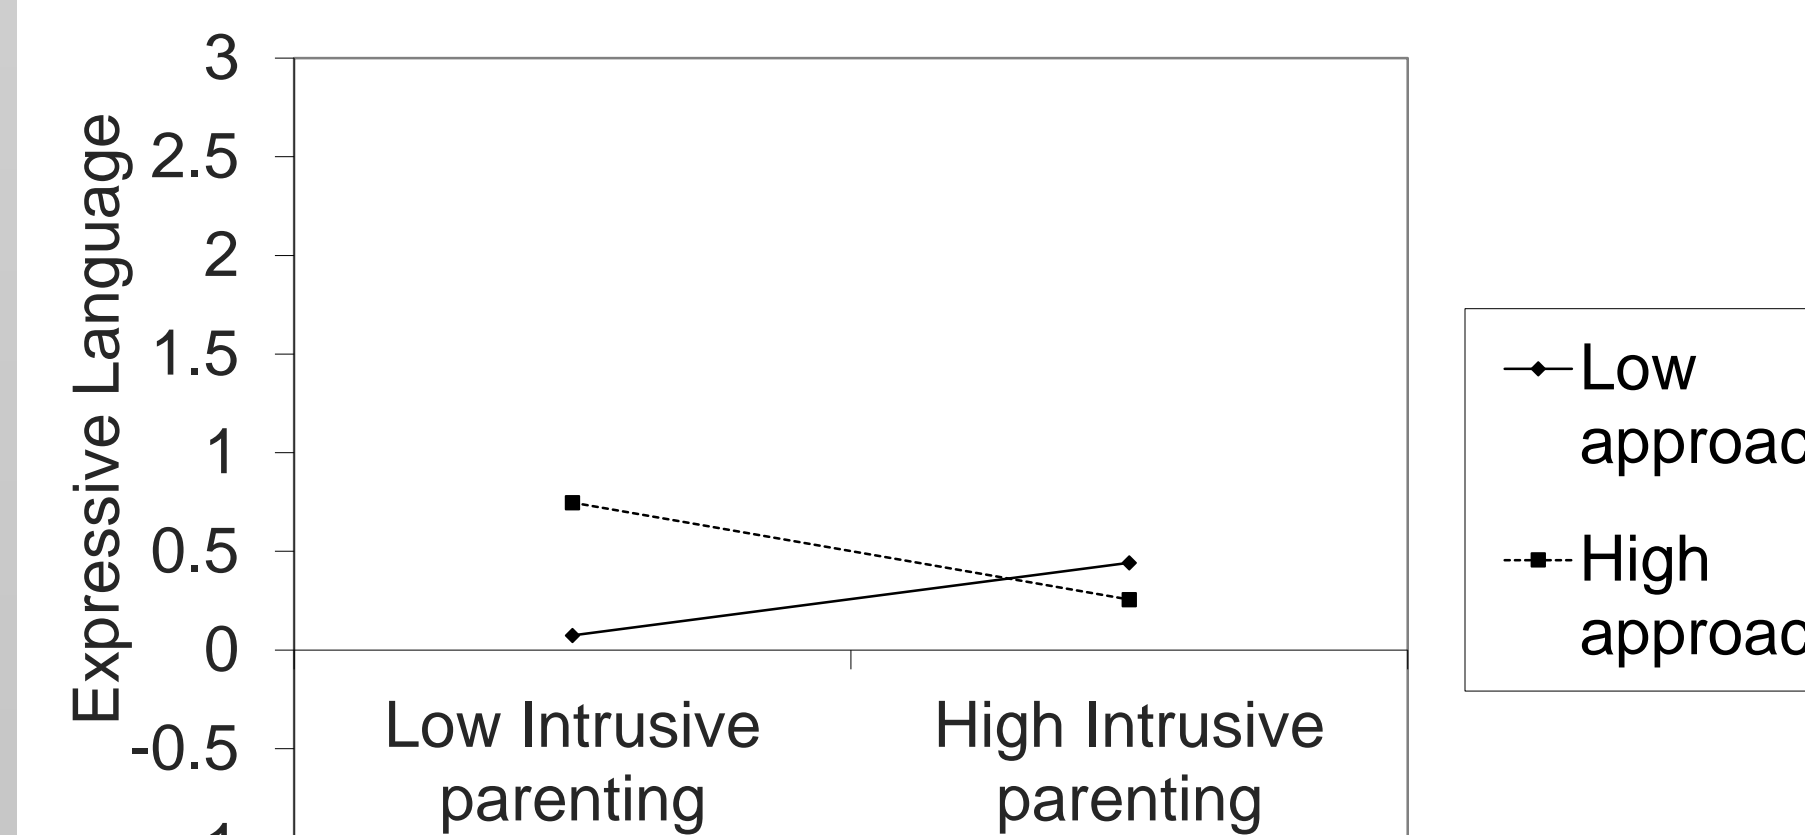 Expressive Language
3
2.5
2
1.5
1
0.5
0
-0.5
Low Intrusive
parenting
High Intrusive
parenting
Low
approac
High
approac